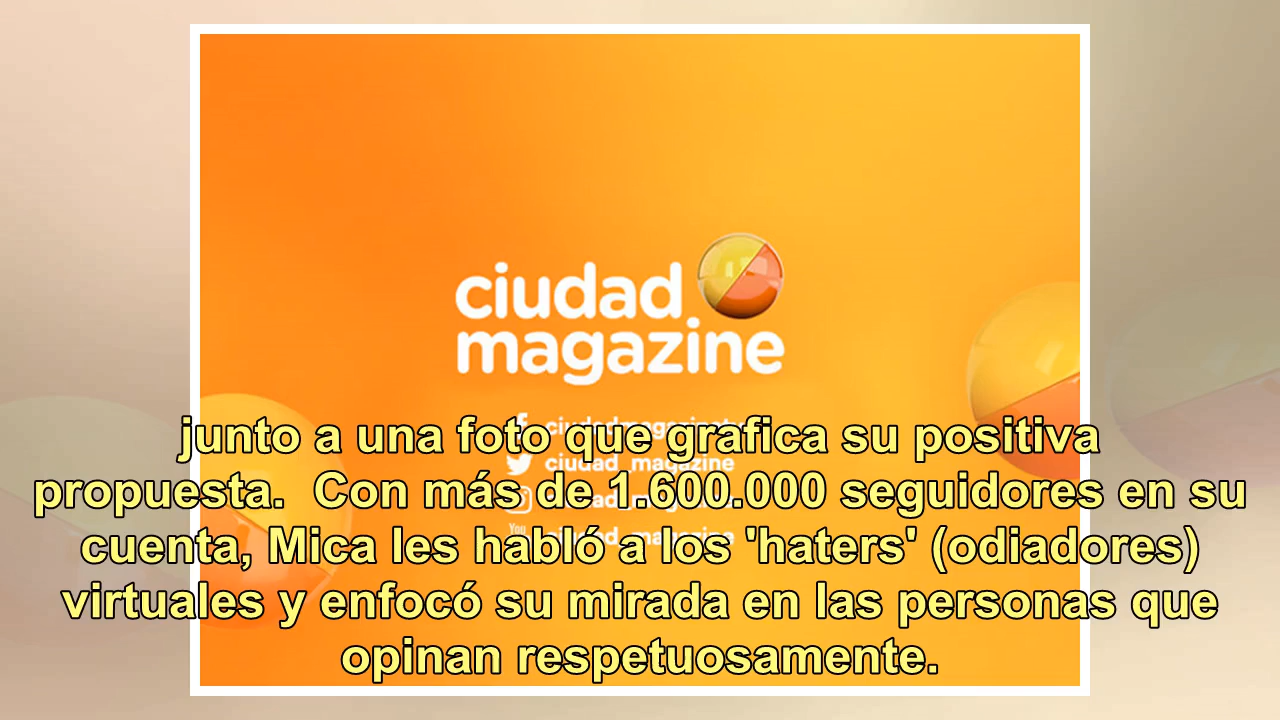 ciudad
magazine
ciudad_magazine
junto a una foto que grafica su positiva
propuesta.  Con más de 1.600.000 seguidores en su
cuenta, Mica les habló a los 'haters' (odiadores)
virtuales y enfocó su mirada en las personas que
opinan respetuosamente.